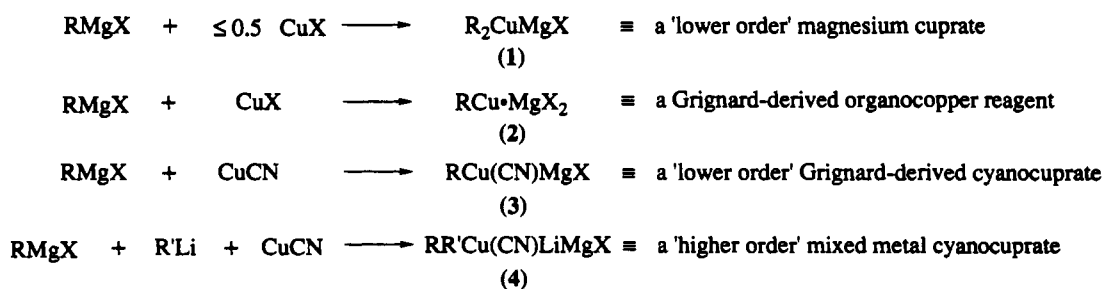 RMgX + ≤ 0.5 CuX ⟶ R₂CuMgX ≡ a 'lower order' magnesium cuprate
(1)
RMgX + CuX ⟶ RCu•MgX₂ ≡ a Grignard-derived organocopper reagent
(2)
RMgX + CuCN ⟶ RCu(CN)MgX ≡ a 'lower order' Grignard-derived cyanocuprate
(3)
RMgX + R'Li + CuCN ⟶ RR'Cu(CN)LiMgX ≡ a 'higher order' mixed metal cyanocuprate
(4)